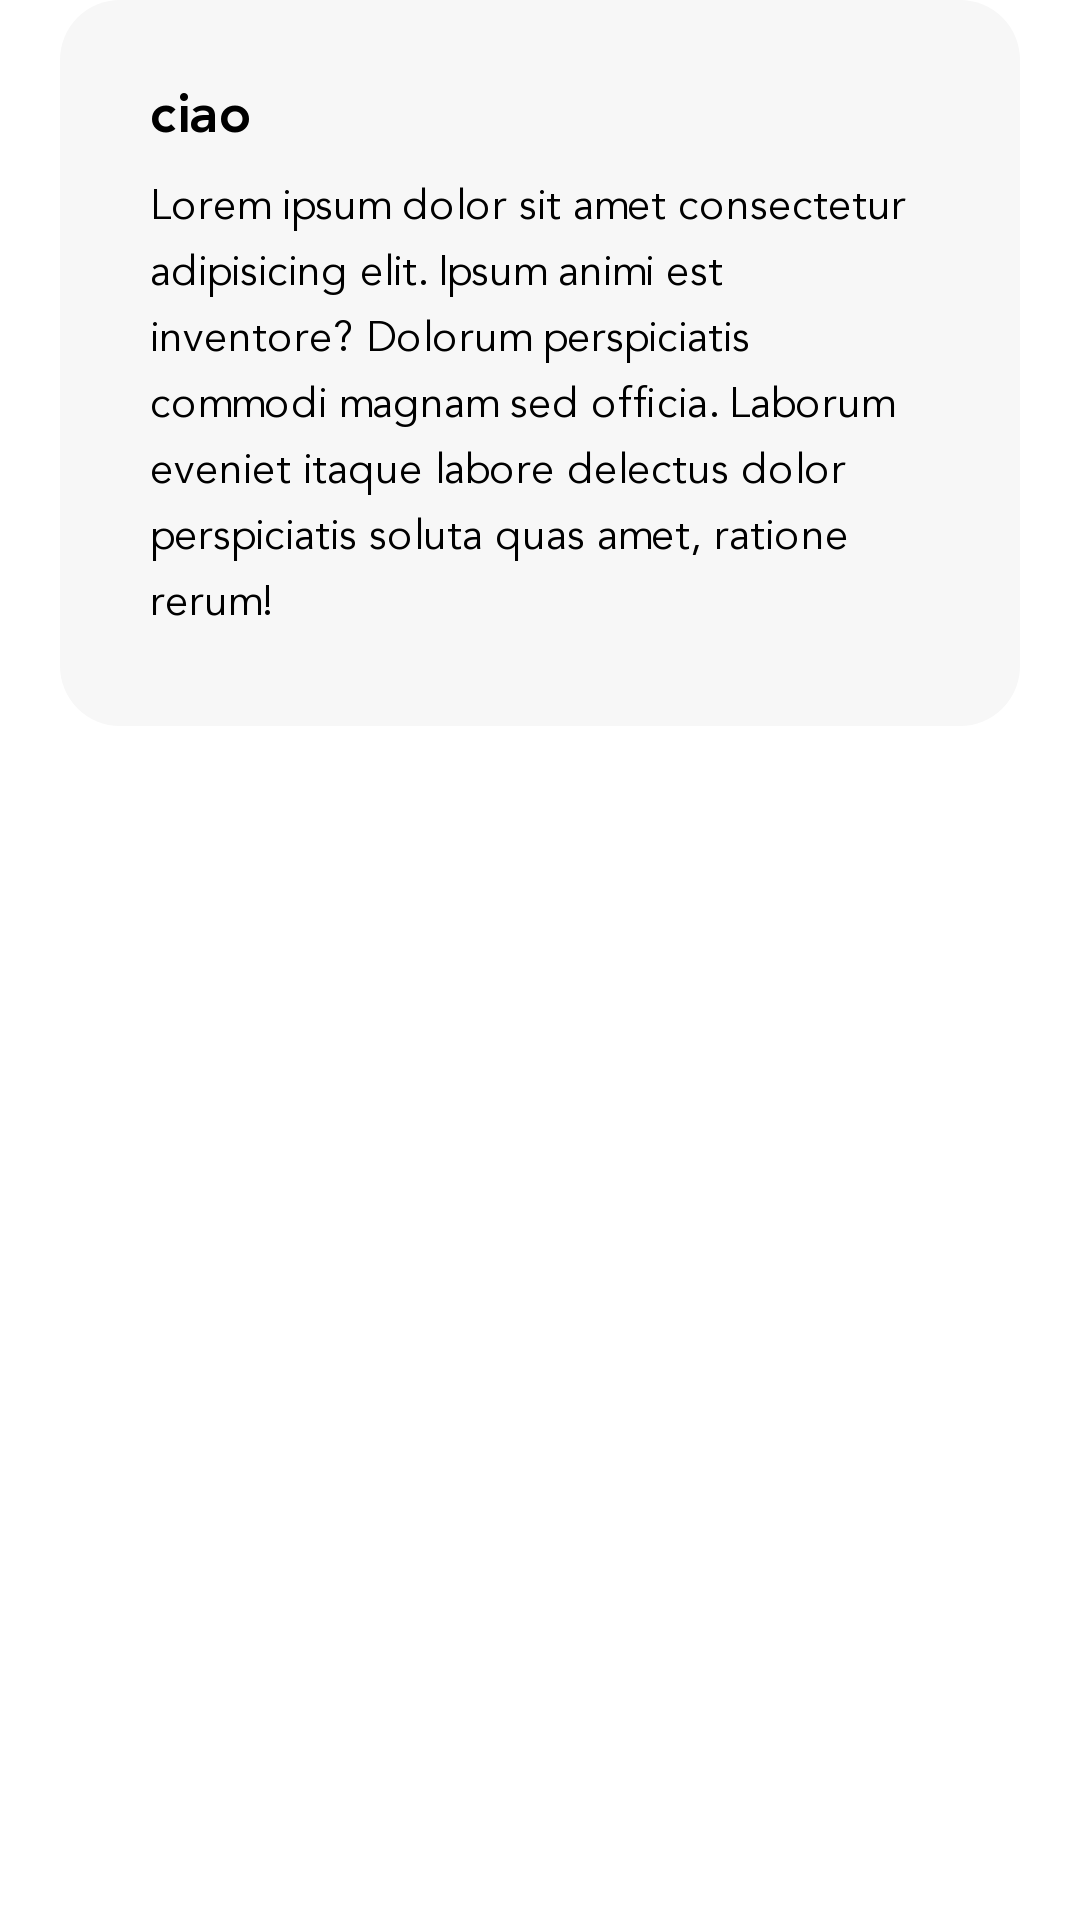 ciao
Lorem ipsum dolor sit amet consectetur
adipisicing elit. Ipsum animi est
inventore? Dolorum perspiciatis
commodi magnam sed officia. Laborum
eveniet itaque labore delectus dolor
perspiciatis soluta quas amet, ratione
rerum!